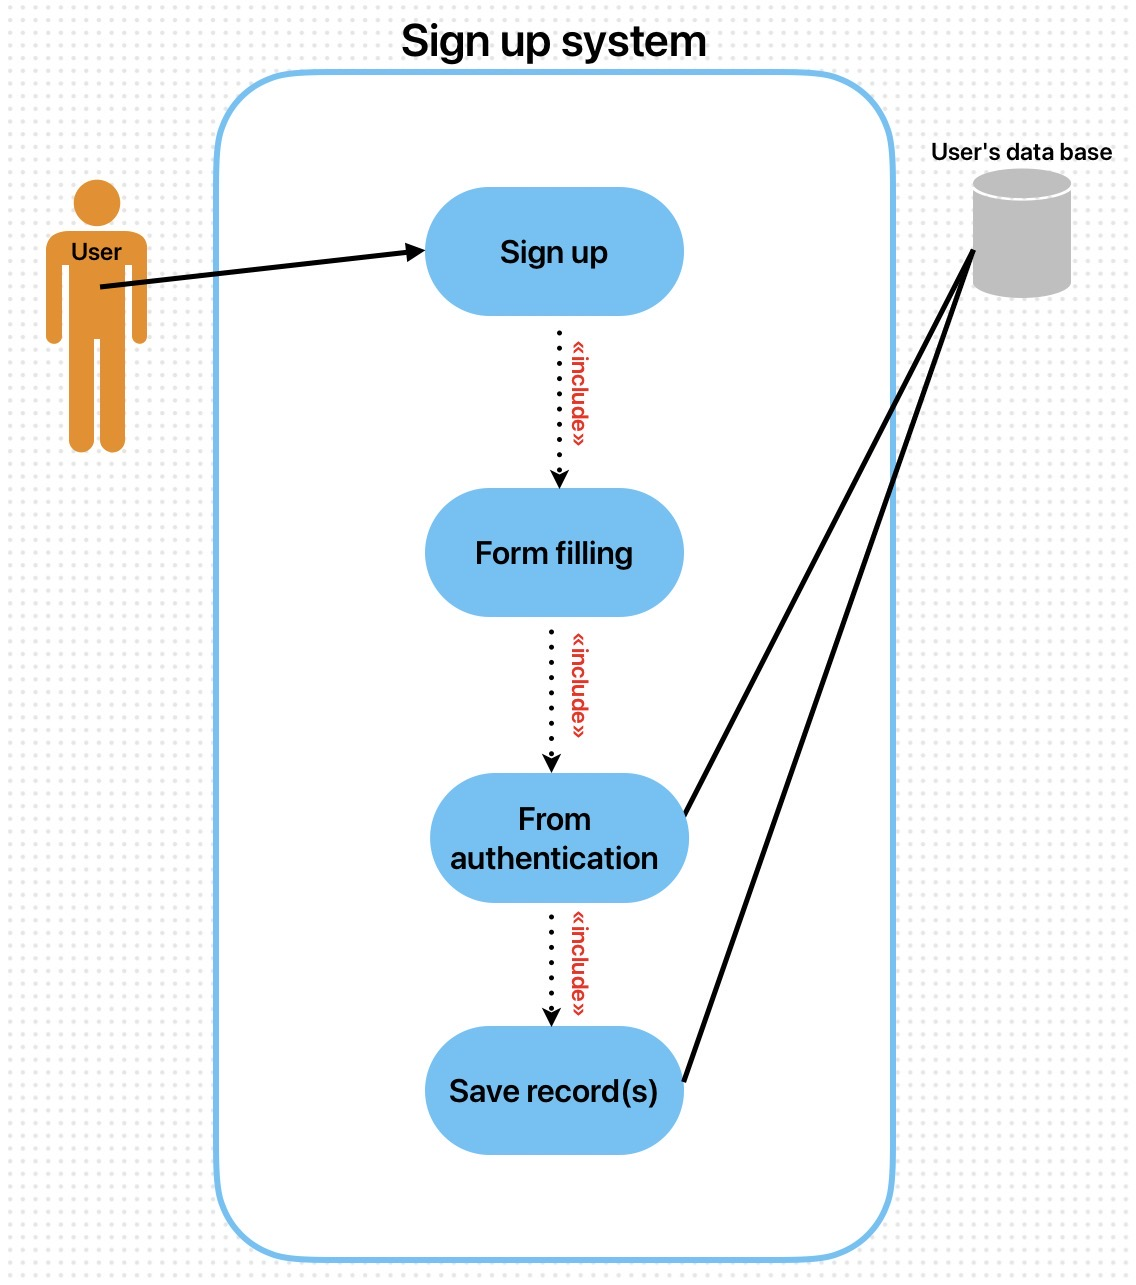 Sign up system
User's data base
User
Sign up
«include»
Form filling
«include»
From
authentication
«include»
Save record(s)